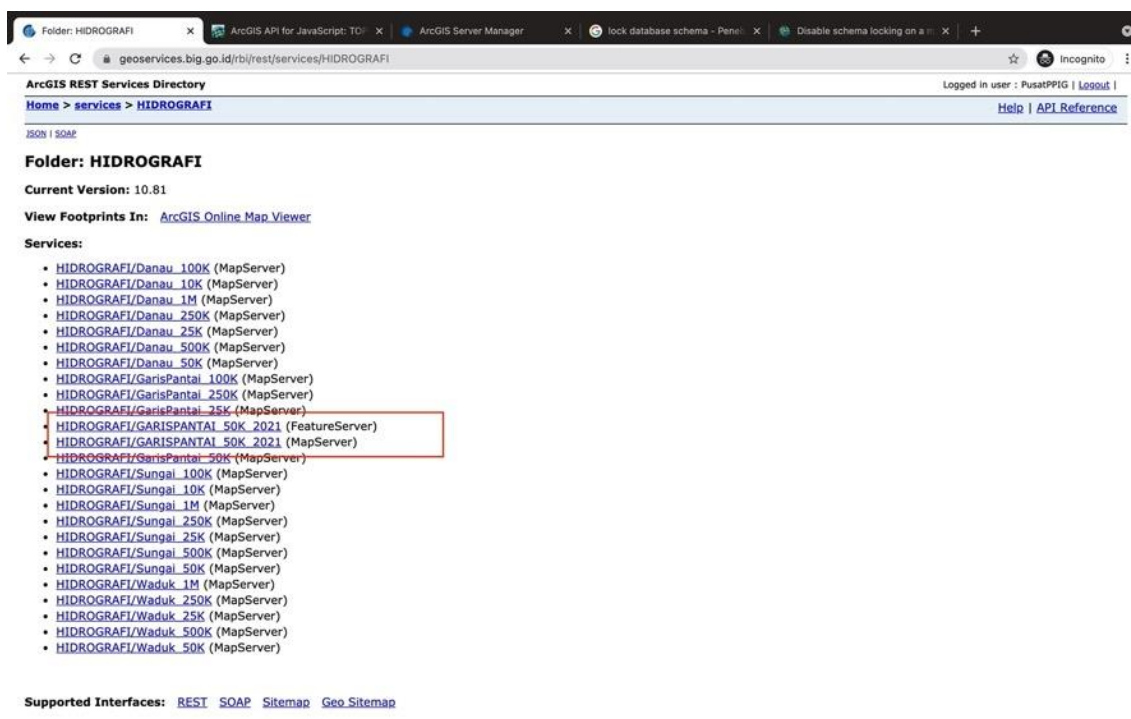 Folder: HIDROGRAFI
ArcGIS API for JavaScript: TOP
ArcGIS Server Manager
lock database schema - Penel
Disable schema locking on a m
geoservices.big.go.id/rbi/rest/services/HIDROGRAFI
Incognito
ArcGIS REST Services Directory
Logged in user : PusatPPIG | Logout |
Home > services > HIDROGRAFI
Help | API Reference
JSON | SOAP
Folder: HIDROGRAFI
Current Version: 10.81
View Footprints In: ArcGIS Online Map Viewer
Services:
• HIDROGRAFI/Danau_100K (MapServer)
• HIDROGRAFI/Danau_10K (MapServer)
• HIDROGRAFI/Danau_1M (MapServer)
• HIDROGRAFI/Danau_250K (MapServer)
• HIDROGRAFI/Danau_25K (MapServer)
• HIDROGRAFI/Danau_500K (MapServer)
• HIDROGRAFI/Danau_50K (MapServer)
• HIDROGRAFI/GarisPantai_100K (MapServer)
• HIDROGRAFI/GarisPantai_250K (MapServer)
• HIDROGRAFI/GarisPantai_25K (MapServer)
• HIDROGRAFI/GARISPANTAI_50K_2021 (FeatureServer)
• HIDROGRAFI/GARISPANTAI_50K_2021 (MapServer)
• HIDROGRAFI/GarisPantai_50K (MapServer)
• HIDROGRAFI/Sungai_100K (MapServer)
• HIDROGRAFI/Sungai_10K (MapServer)
• HIDROGRAFI/Sungai_1M (MapServer)
• HIDROGRAFI/Sungai_250K (MapServer)
• HIDROGRAFI/Sungai_25K (MapServer)
• HIDROGRAFI/Sungai_500K (MapServer)
• HIDROGRAFI/Sungai_50K (MapServer)
• HIDROGRAFI/Waduk_1M (MapServer)
• HIDROGRAFI/Waduk_250K (MapServer)
• HIDROGRAFI/Waduk_25K (MapServer)
• HIDROGRAFI/Waduk_500K (MapServer)
• HIDROGRAFI/Waduk_50K (MapServer)
Supported Interfaces: REST SOAP Sitemap Geo Sitemap